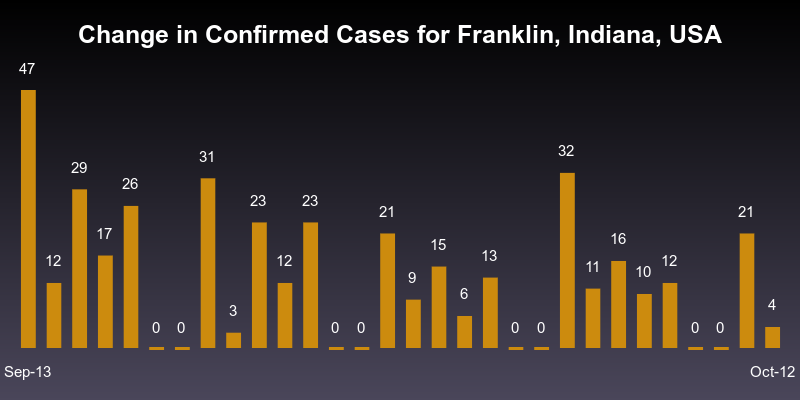 Change in Confirmed Cases for Franklin, Indiana, USA
47 12 29 17 26 0 0 31 3 23 12 23 0 0 21 9 15 6 13 0 0 32 11 16 10 12 0 0 21 4
Sep-13 Oct-12